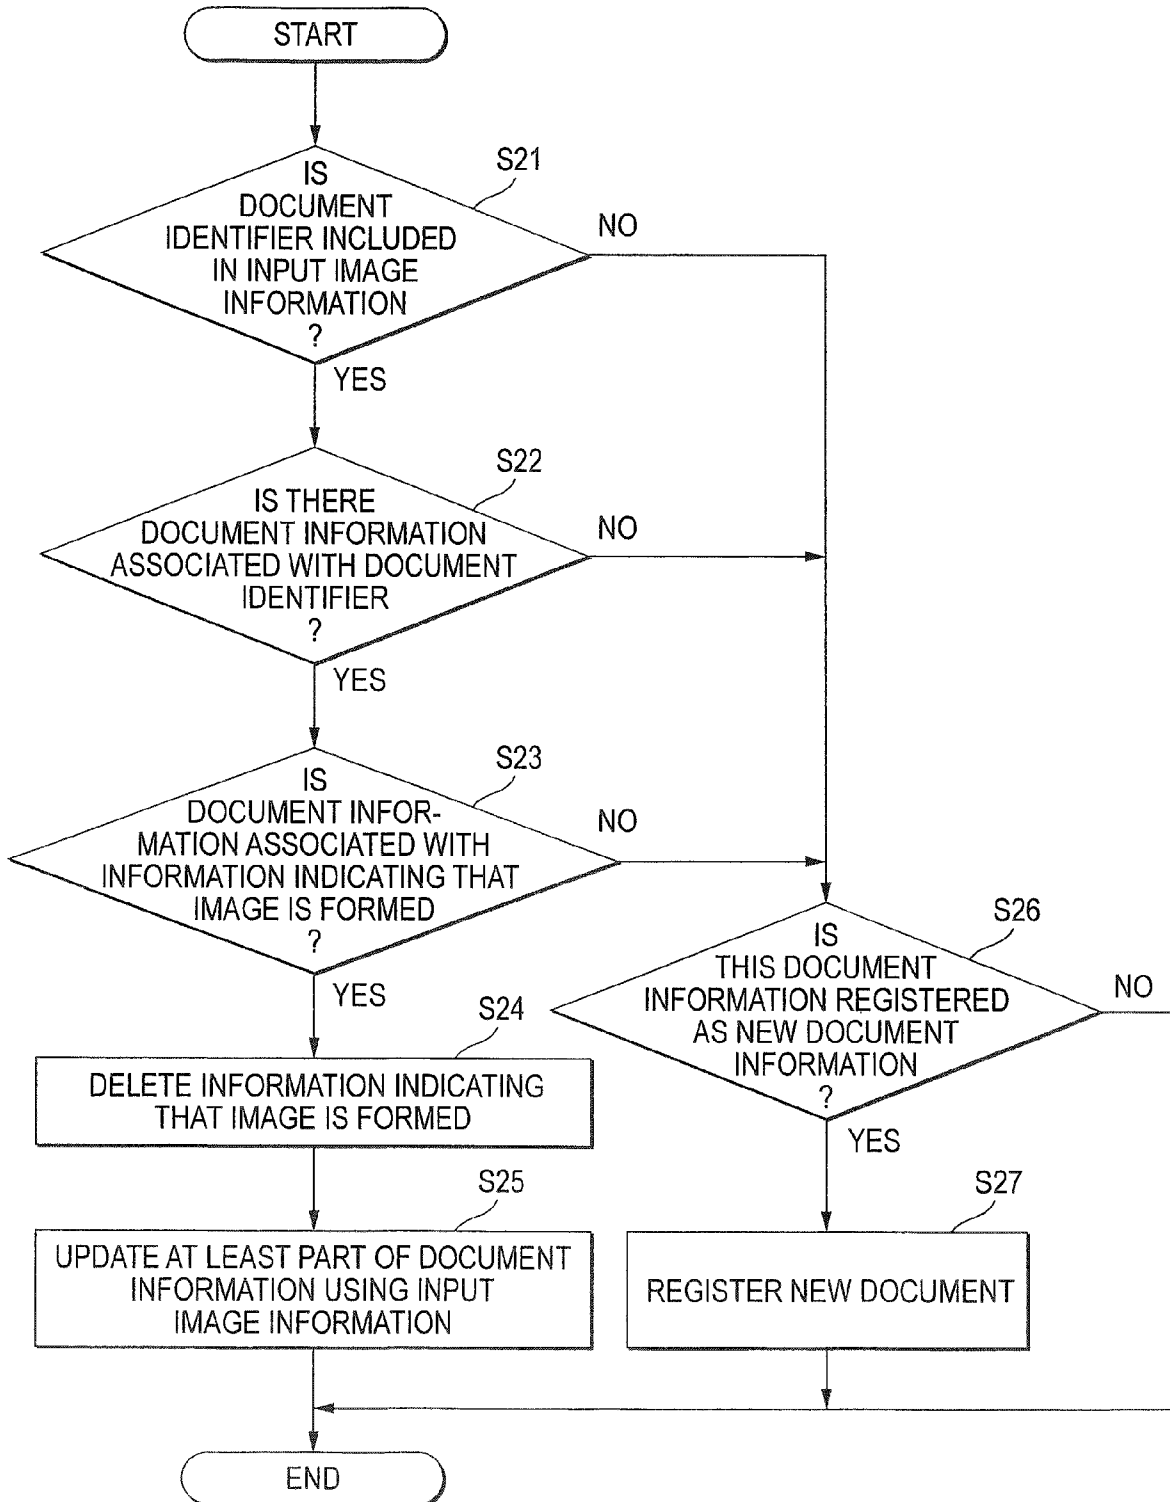 START
S21
IS
DOCUMENT
IDENTIFIER INCLUDED
IN INPUT IMAGE
INFORMATION
?
NO
YES
S22
IS THERE
DOCUMENT INFORMATION
ASSOCIATED WITH DOCUMENT
IDENTIFIER
?
NO
YES
S23
IS
DOCUMENT INFOR-
MATION ASSOCIATED WITH
INFORMATION INDICATING THAT
IMAGE IS FORMED
?
NO
YES
S24
DELETE INFORMATION INDICATING
THAT IMAGE IS FORMED
S25
UPDATE AT LEAST PART OF DOCUMENT
INFORMATION USING INPUT
IMAGE INFORMATION
S26
IS
THIS DOCUMENT
INFORMATION REGISTERED
AS NEW DOCUMENT
INFORMATION
?
NO
YES
S27
REGISTER NEW DOCUMENT
END